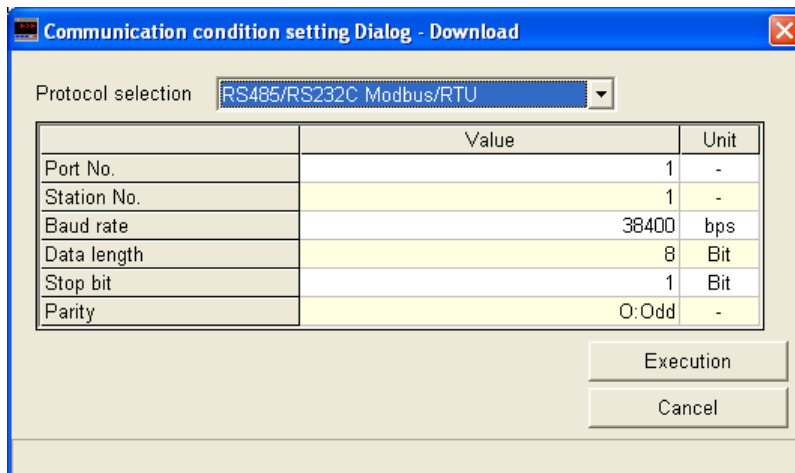 Communication condition setting Dialog - Download
Protocol selection RS485/RS232C Modbus/RTU
Value Unit
Port No. 1 -
Station No. 1 -
Baud rate 38400 bps
Data length 8 Bit
Stop bit 1 Bit
Parity O:Odd -
Execution
Cancel